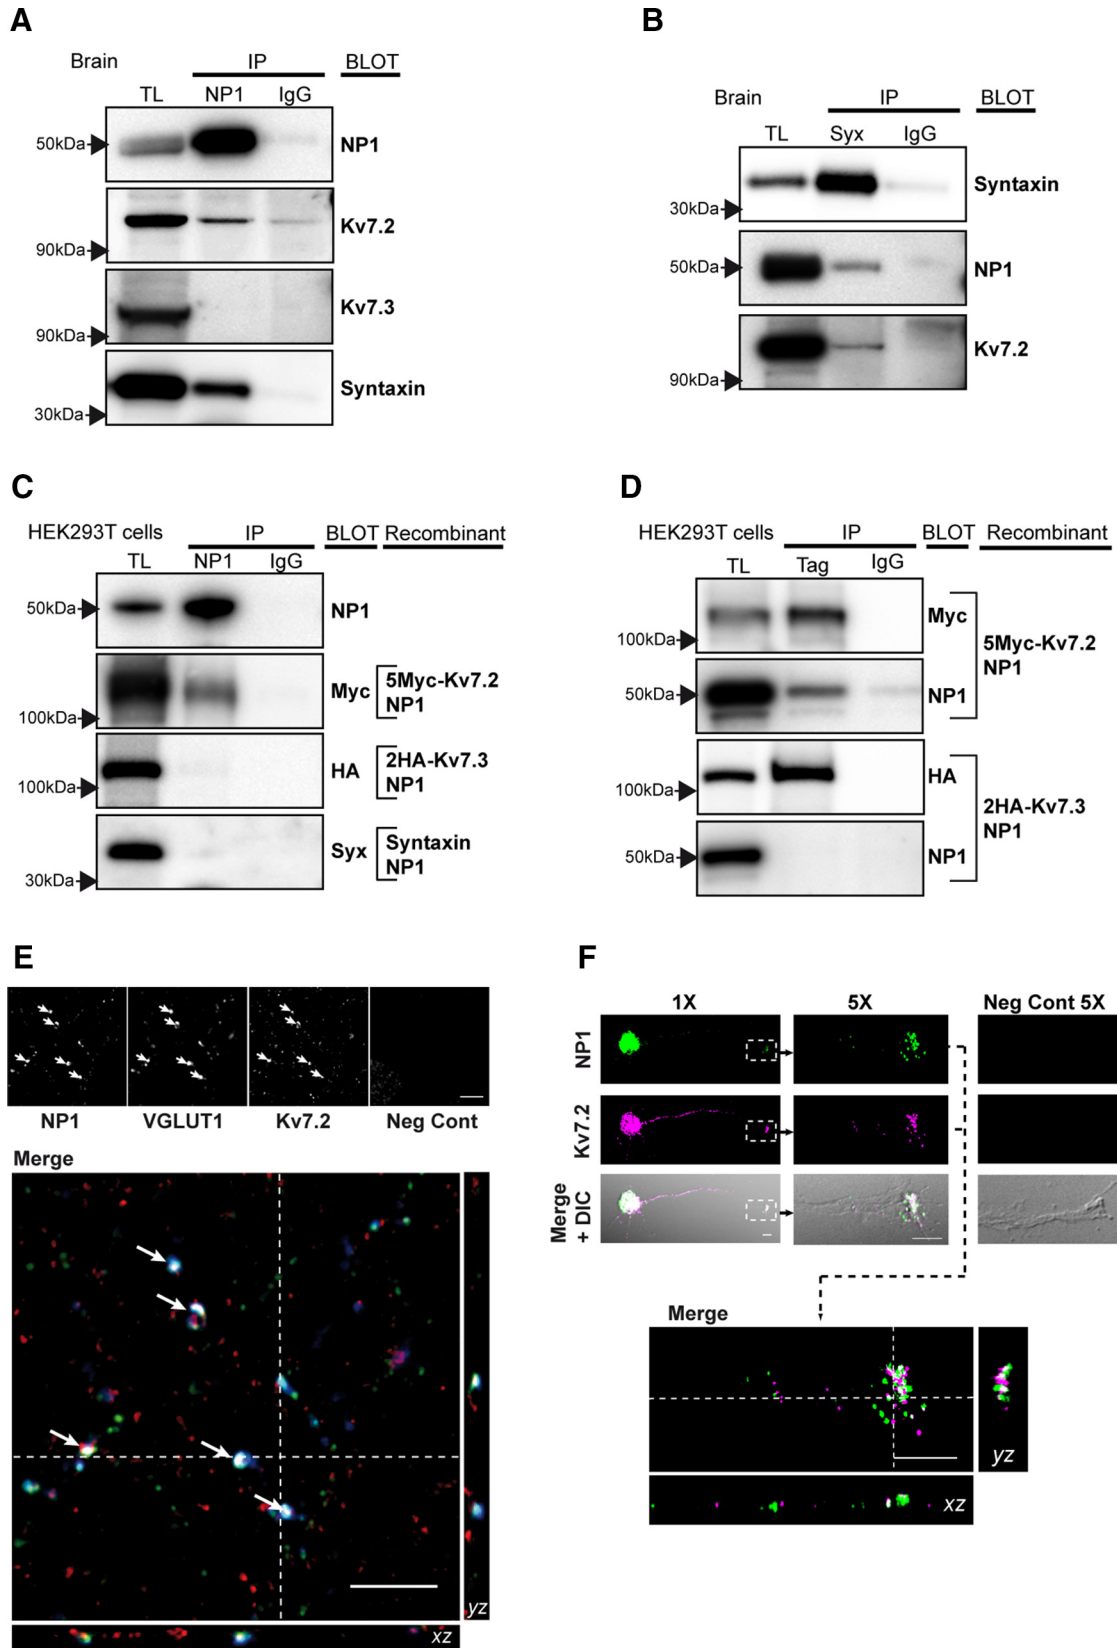 A
Brain IP BLOT
TL NP1 IgG
50kDa NP1
Kv7.2
90kDa
Kv7.3
90kDa
Syntaxin
30kDa
B
Brain IP BLOT
TL Syx IgG
Syntaxin
30kDa
50kDa NP1
Kv7.2
90kDa
C
HEK293T cells IP BLOT Recombinant
TL NP1 IgG
50kDa NP1
Myc 5Myc-Kv7.2
NP1
100kDa
HA 2HA-Kv7.3
NP1
100kDa
Syx Syntaxin
NP1
30kDa
D
HEK293T cells IP BLOT Recombinant
TL Tag IgG
Myc
100kDa
5Myc-Kv7.2
NP1
50kDa NP1
HA
100kDa
2HA-Kv7.3
NP1
50kDa NP1
E
NP1 VGLUT1 Kv7.2 Neg Cont
Merge
yz
xz
F
1X 5X Neg Cont 5X
NP1
Kv7.2
Merge
+ DIC
Merge
yz
xz